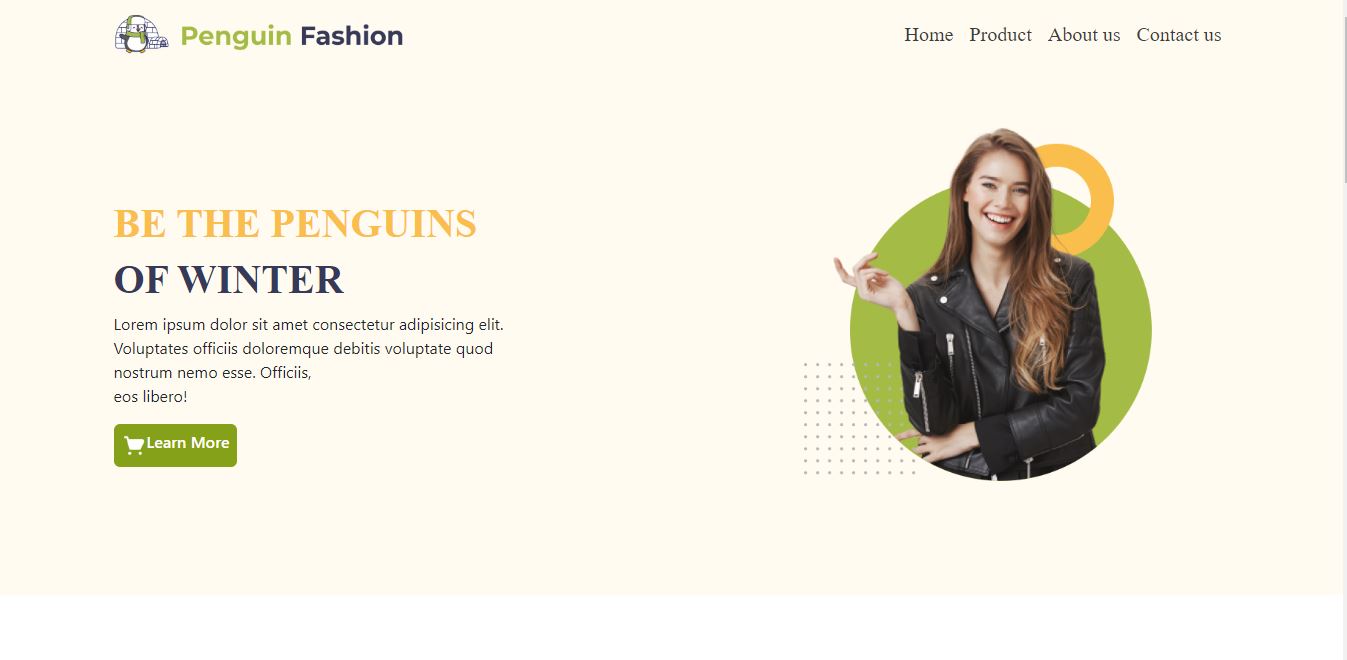 Penguin Fashion
Home Product About us Contact us
BE THE PENGUINS
OF WINTER
Lorem ipsum dolor sit amet consectetur adipisicing elit.
Voluptates officiis doloremque debitis voluptate quod
nostrum nemo esse. Officiis,
eos libero!
Learn More